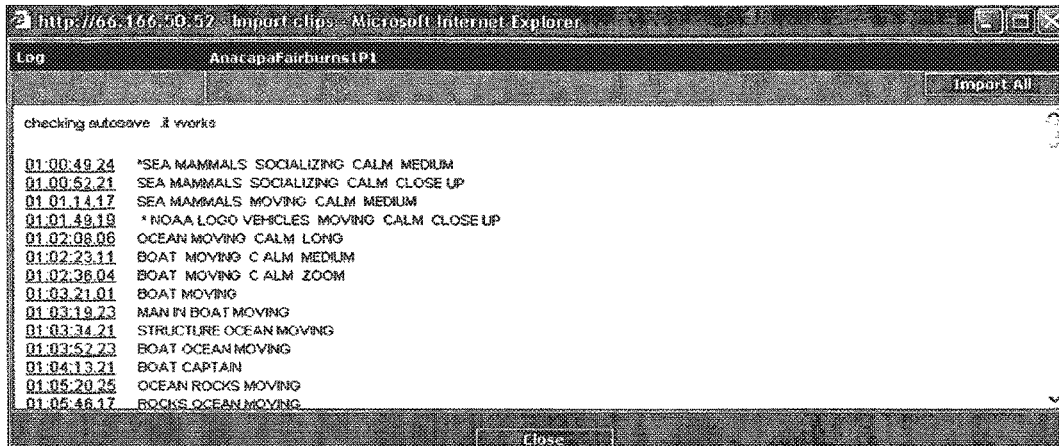 http://66.166.50.52 - Import clips - Microsoft Internet Explorer
Log AnacapaFairburns1P1
Import All
checking autosave .it works
01:00:49.24 *SEA MAMMALS SOCIALIZING CALM MEDIUM
01.00:52.21 SEA MAMMALS SOCIALIZING CALM CLOSE UP
01.01.14.17 SEA MAMMALS MOVING CALM MEDIUM
01:01.49.19 * NOAA LOGO VEHICLES MOVING CALM CLOSE UP
01.02:08.06 OCEAN MOVING CALM LONG
01:02:23.11 BOAT MOVING C ALM MEDIUM
01:02:36.04 BOAT MOVING C ALM ZOOM
01:03.21.01 BOAT MOVING
01:03:19.23 MAN IN BOAT MOVING
01:03:34.21 STRUCTURE OCEAN MOVING
01:03:52.23 BOAT OCEAN MOVING
01:04:13.21 BOAT CAPTAIN
01:05:20.25 OCEAN ROCKS MOVING
01:05:46.17 ROCKS OCEAN MOVING
Close